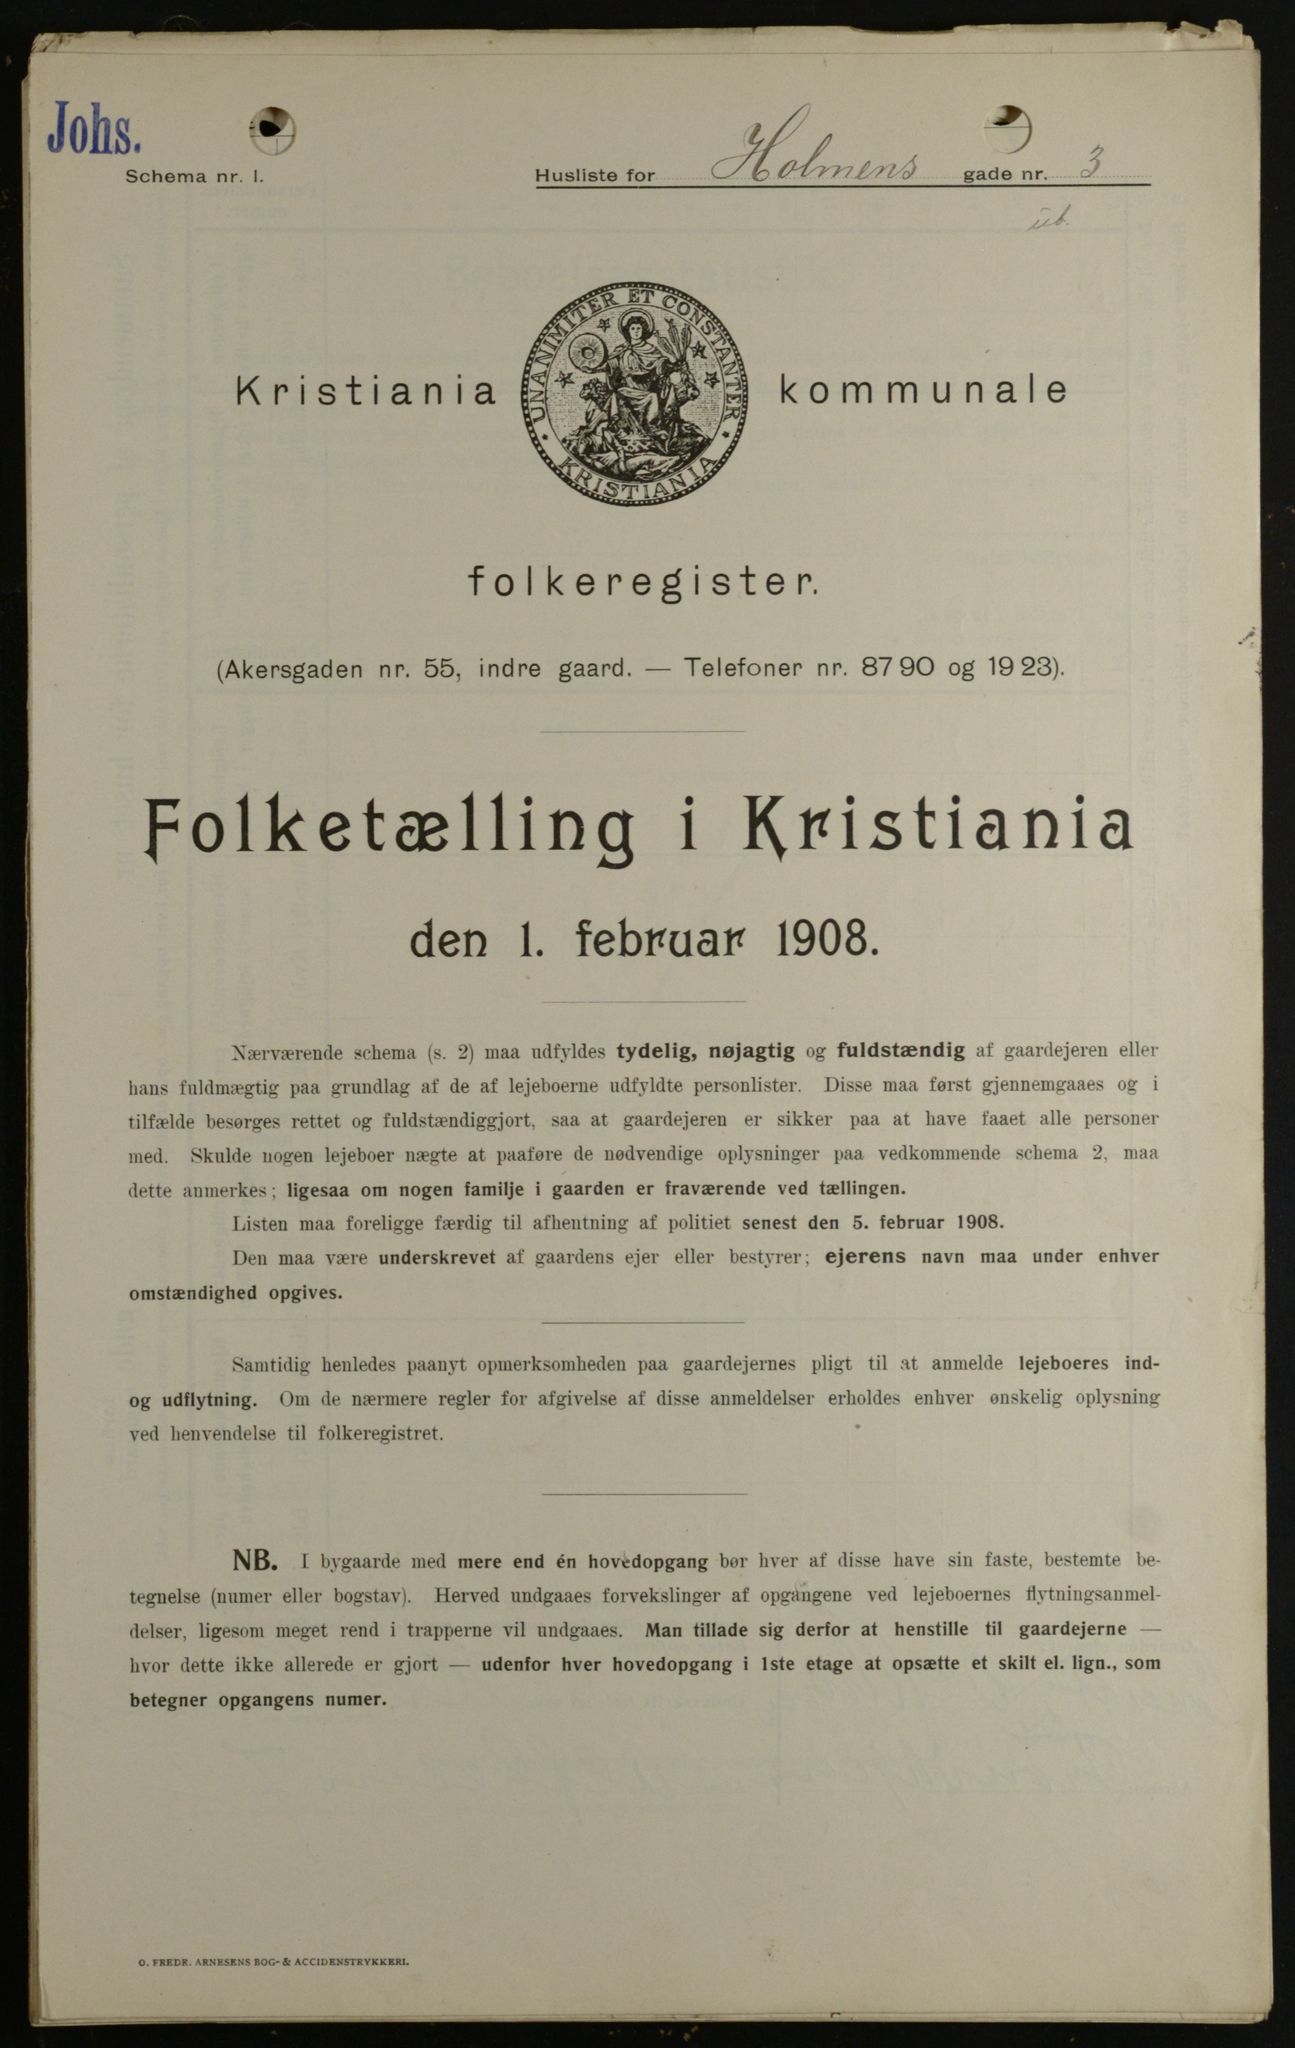 Johs.
Schema nr. 1.
Husliste for Holmens gade nr. 3
ub.
UNANIMITER ET CONSTANTER
KRISTIANIA
Kristiania kommunale
folkeregister.
(Akersgaden nr. 55, indre gaard. — Telefoner nr. 8790 og 1923).
Folketælling i Kristiania
den 1. februar 1908.
Nærværende schema (s. 2) maa udfyldes tydelig, nøjagtig og fuldstændig af gaardejeren eller
hans fuldmægtig paa grundlag af de af lejeboerne udfyldte personlister. Disse maa først gjennemgaaes og i
tilfælde besørges rettet og fuldstændiggjort, saa at gaardejeren er sikker paa at have faaet alle personer
med. Skulde nogen lejeboer nægte at paaføre de nødvendige oplysninger paa vedkommende schema 2, maa
dette anmerkes; ligesaa om nogen familje i gaarden er fraværende ved tællingen.
Listen maa foreligge færdig til afhentning af politiet senest den 5. februar 1908.
Den maa være underskrevet af gaardens ejer eller bestyrer; ejerens navn maa under enhver
omstændighed opgives.
Samtidig henledes paanyt opmerksomheden paa gaardejernes pligt til at anmelde lejeboeres ind-
og udflytning. Om de nærmere regler for afgivelse af disse anmeldelser erholdes enhver ønskelig oplysning
ved henvendelse til folkeregistret.
NB. I bygaarde med mere end én hovedopgang bør hver af disse have sin faste, bestemte be-
tegnelse (numer eller bogstav). Herved undgaaes forvekslinger af opgangene ved lejeboernes flytningsanmel-
delser, ligesom meget rend i trapperne vil undgaaes. Man tillade sig derfor at henstille til gaardejerne —
hvor dette ikke allerede er gjort — udenfor hver hovedopgang i 1ste etage at opsætte et skilt el. lign., som
betegner opgangens numer.
O. FREDR. ARNESENS BOG- & ACCIDENSTRYKKERI.